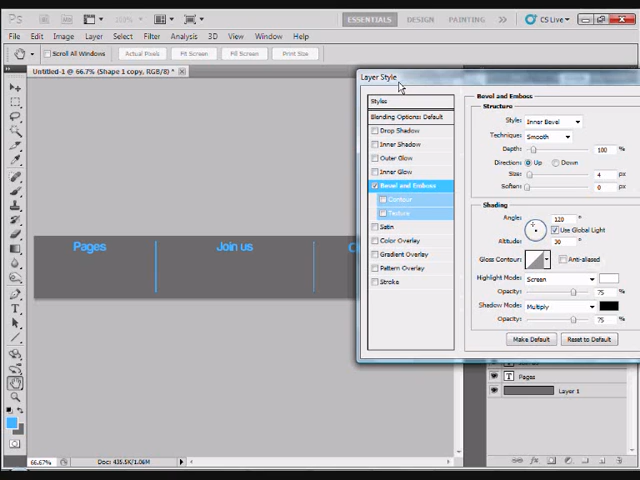 Ps 100% ESSENTIALS DESIGN PAINTING >> CS Live
File Edit Image Layer Select Filter Analysis 3D View Window Help
Scroll All Windows Actual Pixels Fit Screen Fill Screen Print Size
Untitled-1 @ 66.7% (Shape 1 copy, RGB/8) *
Layer Style
Styles
Blending Options: Default
Drop Shadow
Inner Shadow
Outer Glow
Inner Glow
Bevel and Emboss
Contour
Texture
Satin
Color Overlay
Gradient Overlay
Pattern Overlay
Stroke
Bevel and Emboss
Structure
Style: Inner Bevel
Technique: Smooth
Depth: 100 %
Direction: Up Down
Size: 4 px
Soften: 0 px
Shading
Angle: 120 °
Use Global Light
Altitude: 30 °
Gloss Contour: Anti-aliased
Highlight Mode: Screen
Opacity: 75 %
Shadow Mode: Multiply
Opacity: 75 %
Make Default Reset to Default
Pages Join us
Pages
Layer 1
66.67% Doc: 435.5K/1.06M